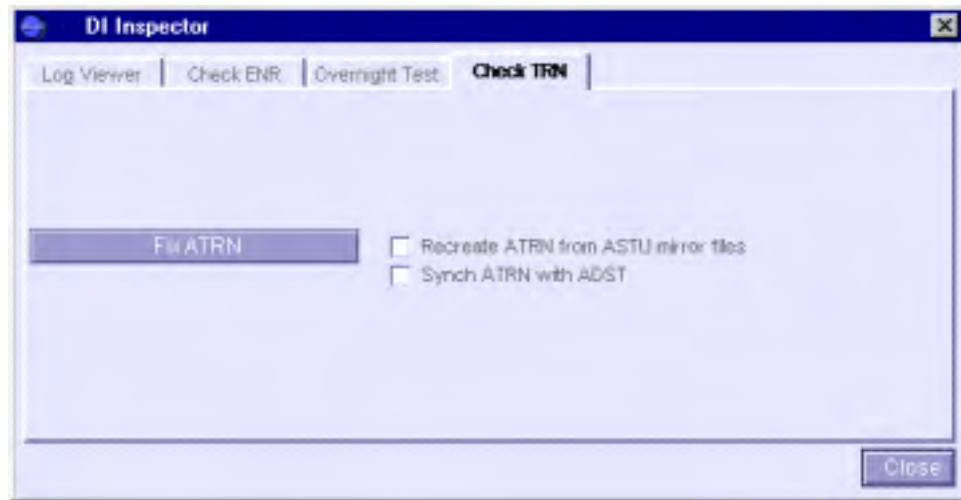 DI Inspector
Log Viewer Check ENR Overnight Test Check TRN
Fix ATRN
Recreate ATRN from ASTU mirror files
Synch ATRN with ADST
Close